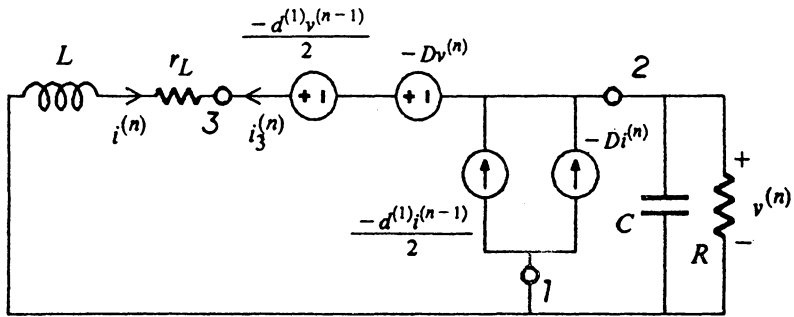 -d^(1)v^(n-1)
2
-Dv^(n)
L
r_L
2
i^(n)
3
i_3^(n)
+ -
+ -
-Di^(n)
-d^(1)i^(n-1)
2
C
R
+
v^(n)
-
1